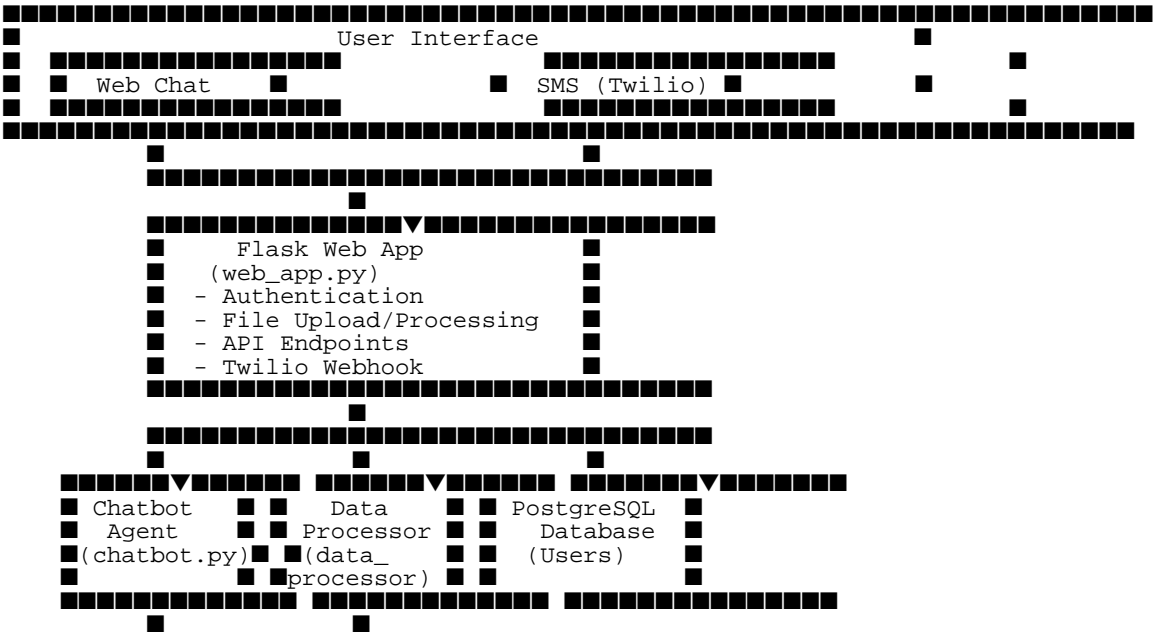 User Interface
Web Chat SMS (Twilio)
Flask Web App
(web_app.py)
- Authentication
- File Upload/Processing
- API Endpoints
- Twilio Webhook
Chatbot Data PostgreSQL
Agent Processor Database
(chatbot.py) (data_ (Users)
processor)